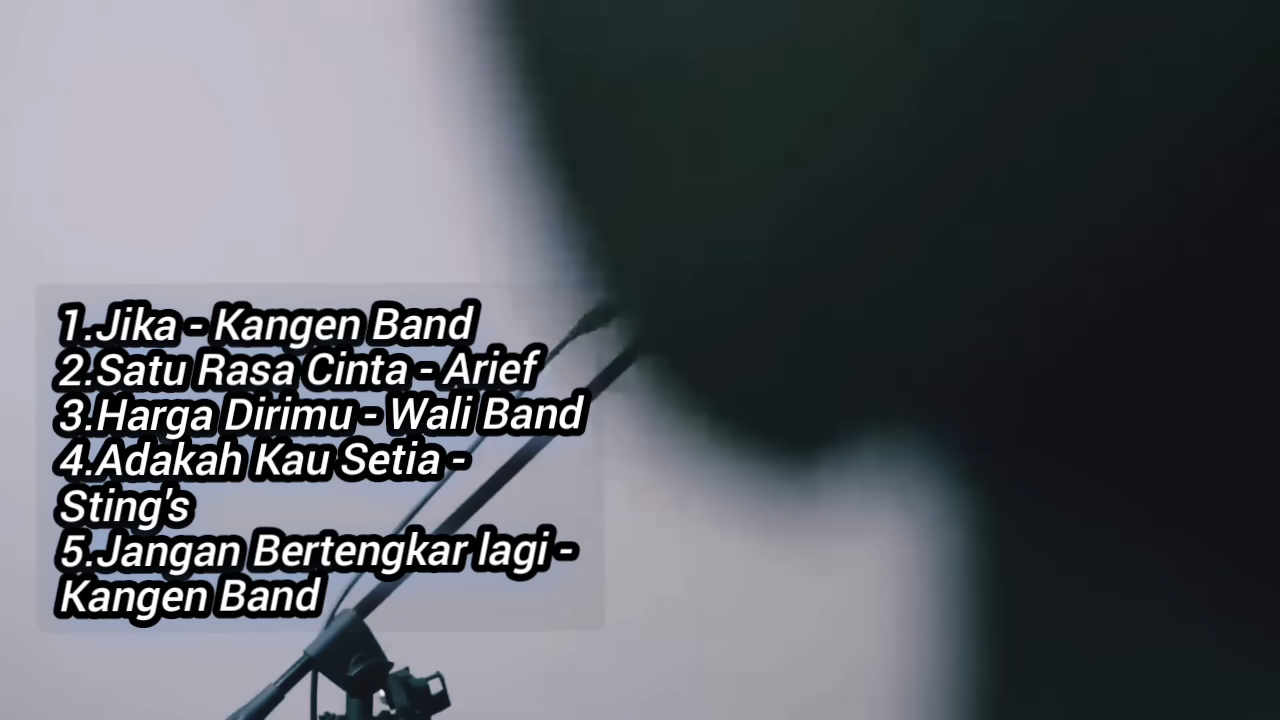 1.Jika - Kangen Band
2.Satu Rasa Cinta - Arief
3.Harga Dirimu - Wali Band
4.Adakah Kau Setia -
Sting's
5.Jangan Bertengkar lagi -
Kangen Band